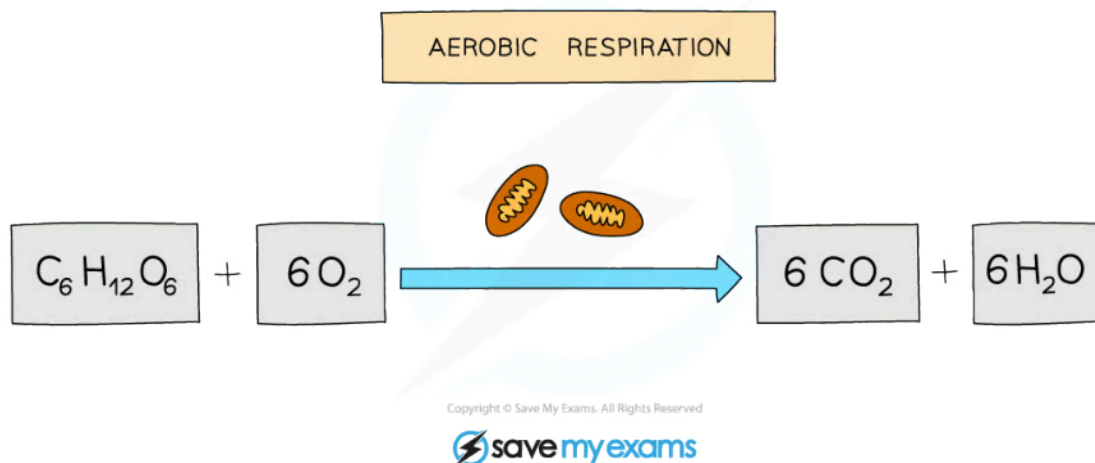 AEROBIC RESPIRATION
C₆H₁₂O₆ + 6O₂ 6CO₂ + 6H₂O
Copyright © Save My Exams. All Rights Reserved
save my exams